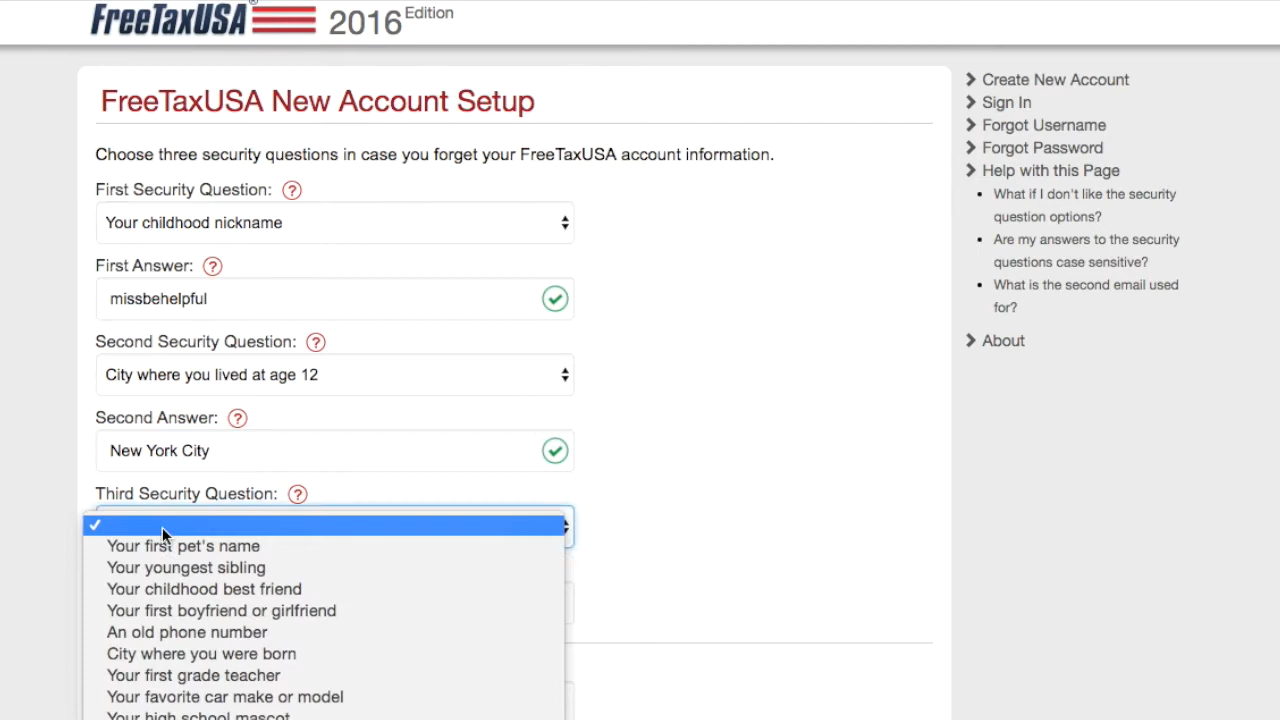 FreeTaxUSA® 2016 Edition
FreeTaxUSA New Account Setup
Choose three security questions in case you forget your FreeTaxUSA account information.
First Security Question: ?
Your childhood nickname
First Answer: ?
missbehelpful
Second Security Question: ?
City where you lived at age 12
Second Answer: ?
New York City
Third Security Question: ?
Your first pet's name
Your youngest sibling
Your childhood best friend
Your first boyfriend or girlfriend
An old phone number
City where you were born
Your first grade teacher
Your favorite car make or model
Your high school mascot
Create New Account
Sign In
Forgot Username
Forgot Password
Help with this Page
What if I don't like the security
question options?
Are my answers to the security
questions case sensitive?
What is the second email used
for?
About